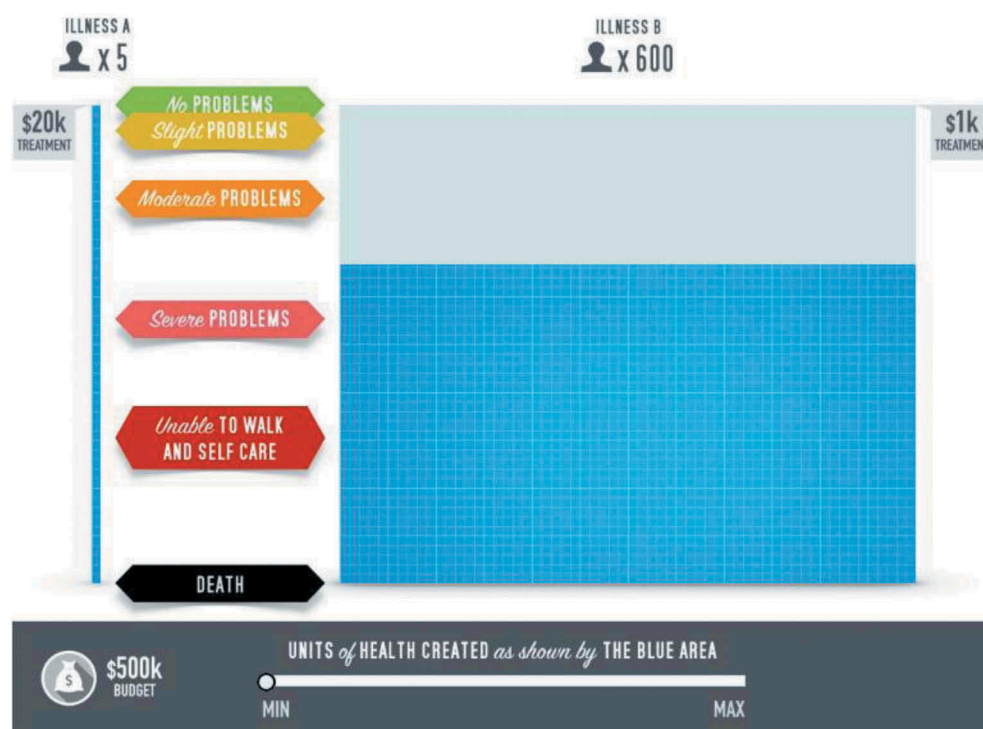 ILLNESS A
x 5
ILLNESS B
x 600
$20k
TREATMENT
No PROBLEMS
Slight PROBLEMS
Moderate PROBLEMS
Severe PROBLEMS
Unable TO WALK
AND SELF CARE
DEATH
$1k
TREATMEN
$
$500k
BUDGET
UNITS of HEALTH CREATED as shown by THE BLUE AREA
MIN
MAX